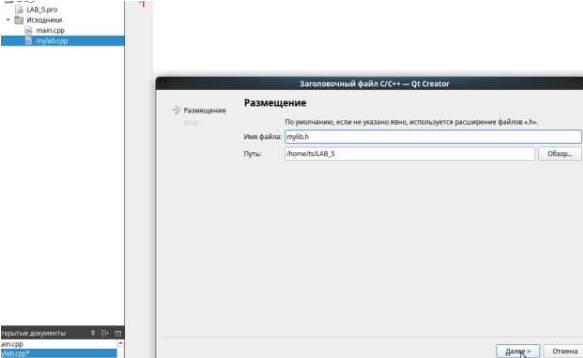 LAB_5.pro
Исходники
main.cpp
mylab.cpp
Заголовочный файл C/C++ — Qt Creator
Размещение
Итог
Размещение
По умолчанию, если не указано явно, используется расширение файлов «.h».
Имя файла: mylib.h
Путь: /home/ts/LAB_5 Обзор...
ткрытые документы
ain.cpp
ylab.cpp*
Далее > Отмена